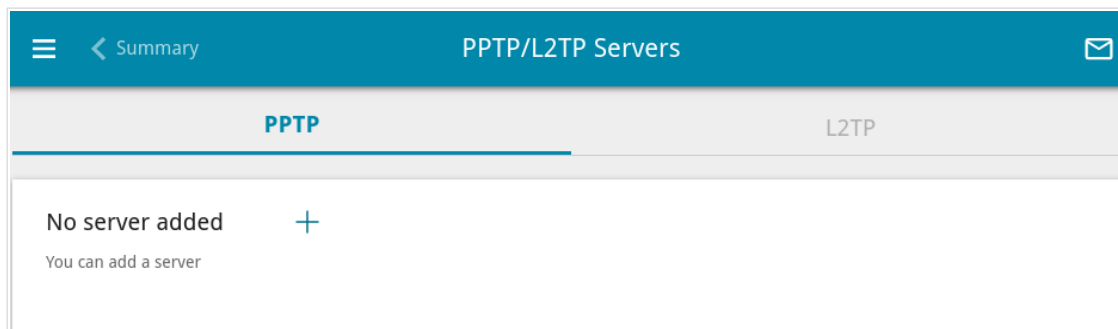 Summary
PPTP/L2TP Servers
PPTP
L2TP
No server added
You can add a server